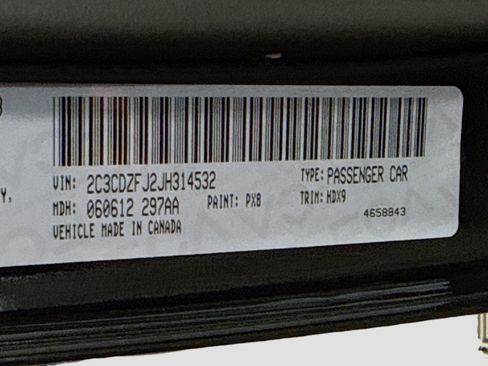 VIN: 2C3CDZFJ2JH314532 TYPE: PASSENGER CAR
Y,
MDH: 060612 297AA PAINT: PX8 TRIM: HDX9
VEHICLE MADE IN CANADA 4658843